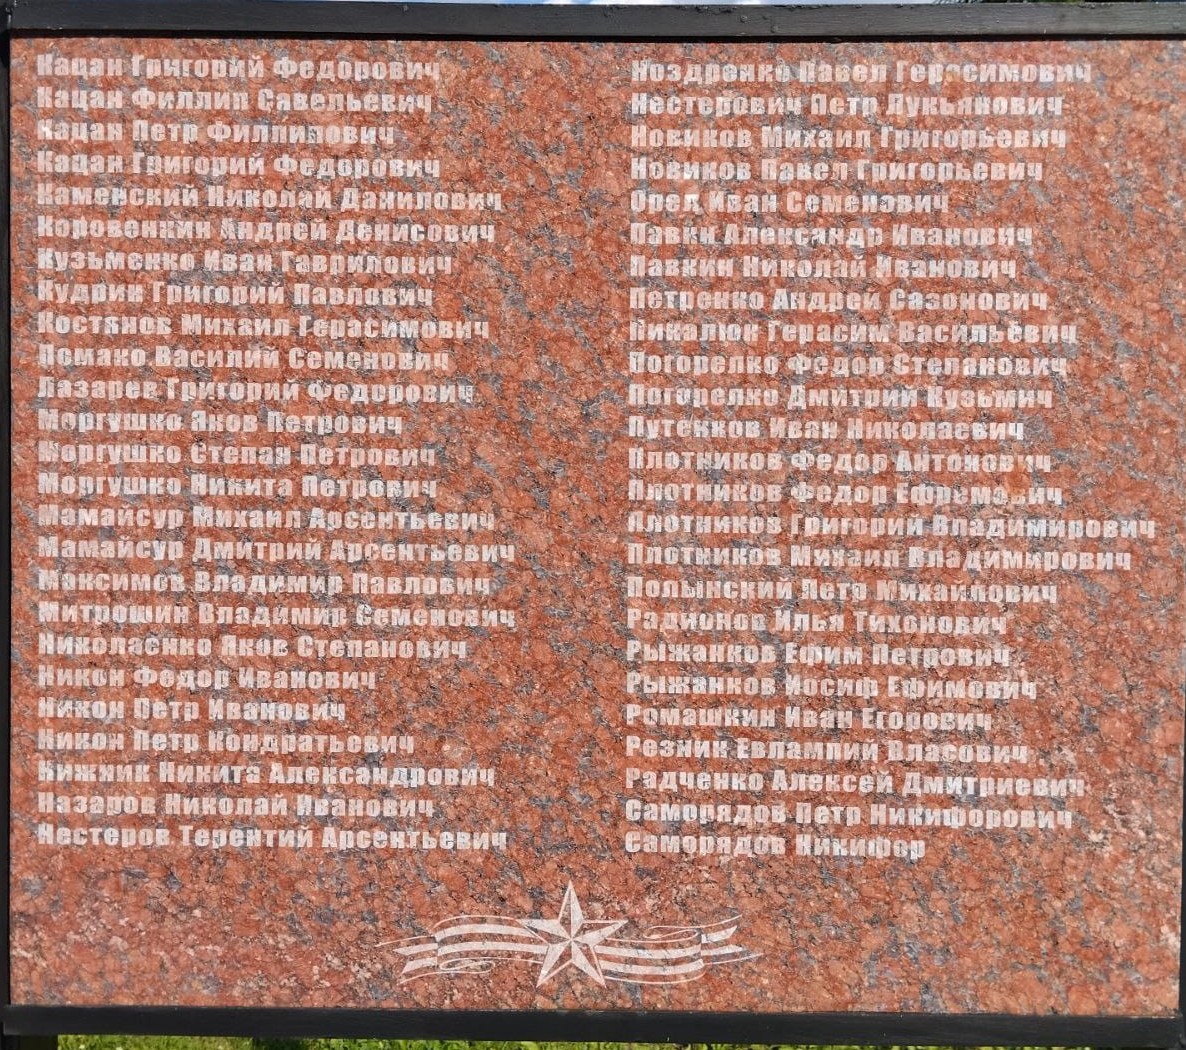 Кацан Григорий Федорович
Кацан Филлип Савельевич
Кацан Петр Филлипович
Кацан Григорий Федорович
Каменский Николай Данилович
Коровенкин Андрей Денисович
Кузьменко Иван Гаврилович
Кудрин Григорий Павлович
Костянов Михаил Герасимович
Ломако Василий Семенович
Лазарев Григорий Федорович
Моргушко Яков Петрович
Моргушко Степан Петрович
Моргушко Никита Петрович
Мамайсур Михаил Арсентьевич
Мамайсур Дмитрий Арсентьевич
Максимов Владимир Павлович
Митрошин Владимир Семенович
Николаенко Яков Степанович
Никон Федор Иванович
Никон Петр Иванович
Никон Петр Кондратьевич
Нижник Никита Александрович
Назаров Николай Иванович
Нестеров Терентий Арсентьевич
Ноздренко Павел Герасимович
Нестерович Петр Лукьянович
Новиков Михаил Григорьевич
Новиков Павел Григорьевич
Орел Иван Семенович
Павкн Александр Иванович
Павкин Николай Иванович
Петренко Андрей Сазонович
Пикалюк Герасим Васильевич
Погорелко Федор Степанович
Погорелко Дмитрий Кузьмич
Путенков Иван Николаевич
Плотников Федор Антонович
Плотников Федор Ефремович
Плотников Григорий Владимирович
Плотников Михаил Владимирович
Полынский Петр Михайлович
Радионов Илья Тихонович
Рыжанков Ефим Петрович
Рыжанков Иосиф Ефимович
Ромашкин Иван Егорович
Резник Евлампий Власович
Радченко Алексей Дмитриевич
Саморядов Петр Никифорович
Саморядов Никифор